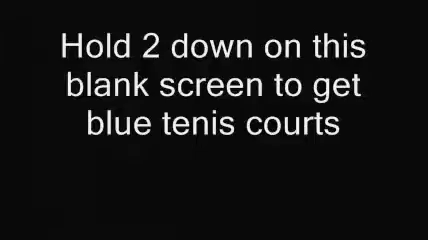 Hold 2 down on this
blank screen to get
blue tenis courts